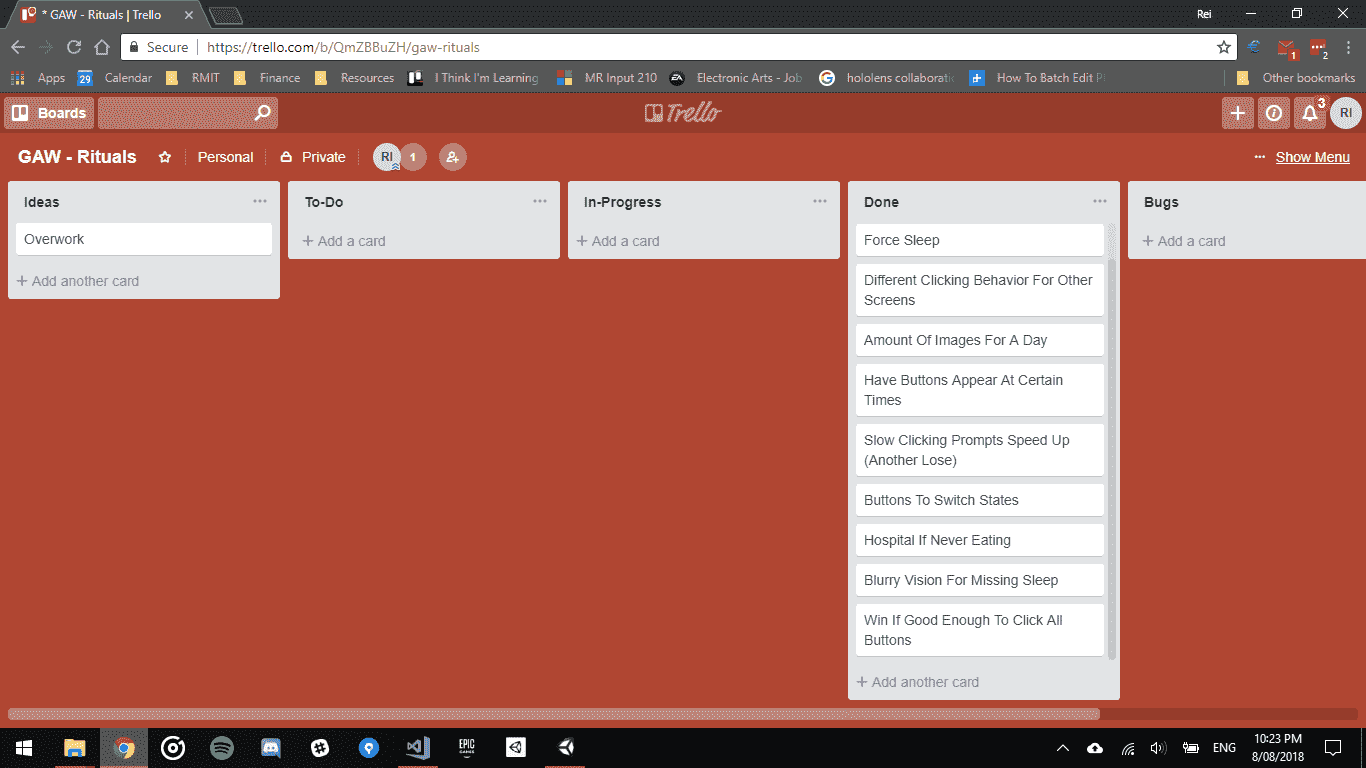 * GAW - Rituals | Trello
Rei
Secure
https://trello.com/b/QmZBBuZH/gaw-rituals
1
2
Apps
29
Calendar
RMIT
Finance
Resources
I Think I'm Learning
MR Input 210
EA
Electronic Arts - Job
G
hololens collaboratio
How To Batch Edit P
Other bookmarks
Boards
Trello
3
RI
GAW - Rituals
Personal
Private
RI
1
Show Menu
Ideas
Overwork
Add another card
To-Do
Add a card
In-Progress
Add a card
Done
Force Sleep
Different Clicking Behavior For Other
Screens
Amount Of Images For A Day
Have Buttons Appear At Certain
Times
Slow Clicking Prompts Speed Up
(Another Lose)
Buttons To Switch States
Hospital If Never Eating
Blurry Vision For Missing Sleep
Win If Good Enough To Click All
Buttons
Add another card
Bugs
Add a card
EPIC
GAMES
ENG
10:23 PM
8/08/2018